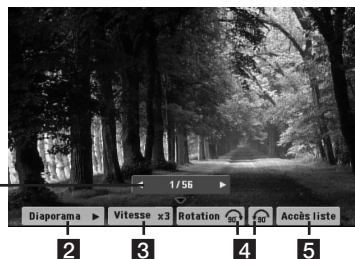 ◄ 1/56 ►
Diaporama ► Vitesse x3 Rotation 90° 90° Accès liste
2 3 4 5